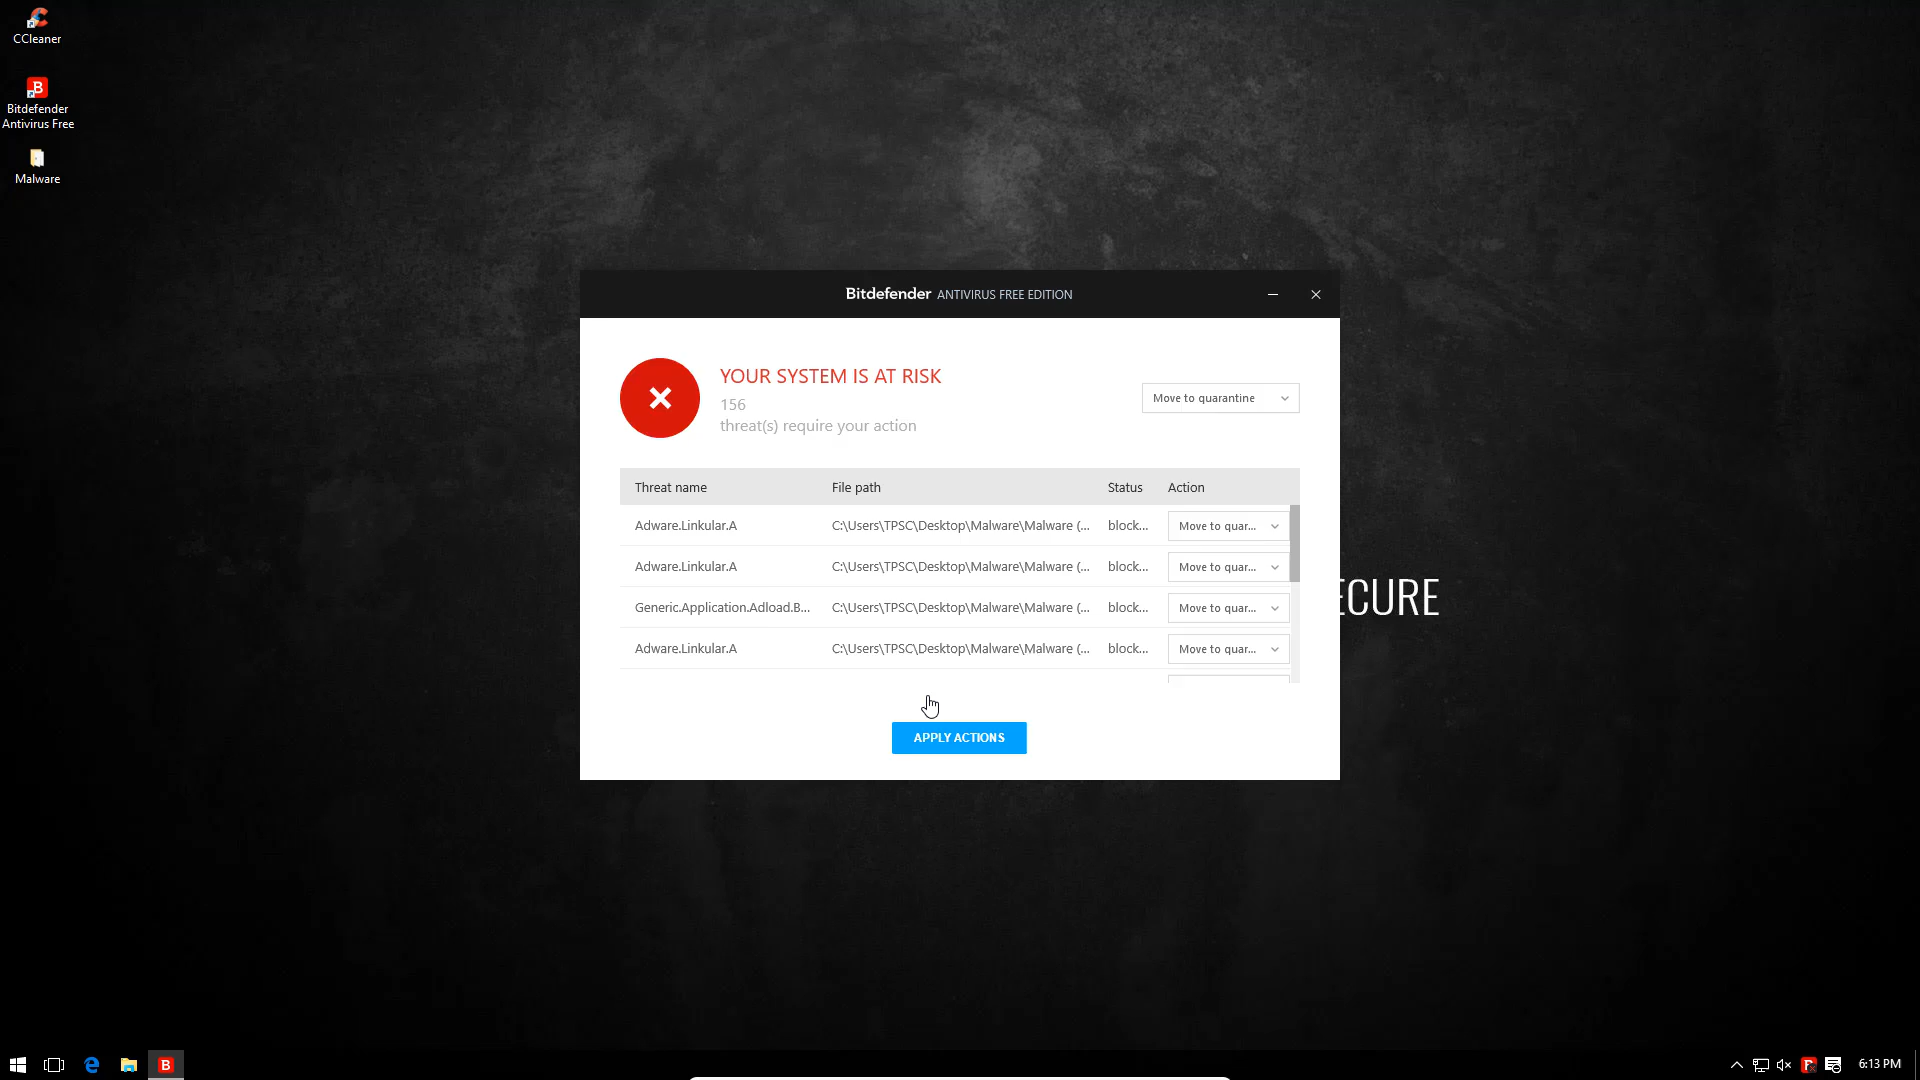 CCleaner
Bitdefender
Antivirus Free
Malware
Bitdefender ANTIVIRUS FREE EDITION
YOUR SYSTEM IS AT RISK
156
threat(s) require your action
Move to quarantine
Threat name File path Status Action
Adware.Linkular.A C:\Users\TPSC\Desktop\Malware\Malware (... block... Move to quar...
Adware.Linkular.A C:\Users\TPSC\Desktop\Malware\Malware (... block... Move to quar...
Generic.Application.Adload.B... C:\Users\TPSC\Desktop\Malware\Malware (... block... Move to quar...
Adware.Linkular.A C:\Users\TPSC\Desktop\Malware\Malware (... block... Move to quar...
ECURE
APPLY ACTIONS
6:13 PM